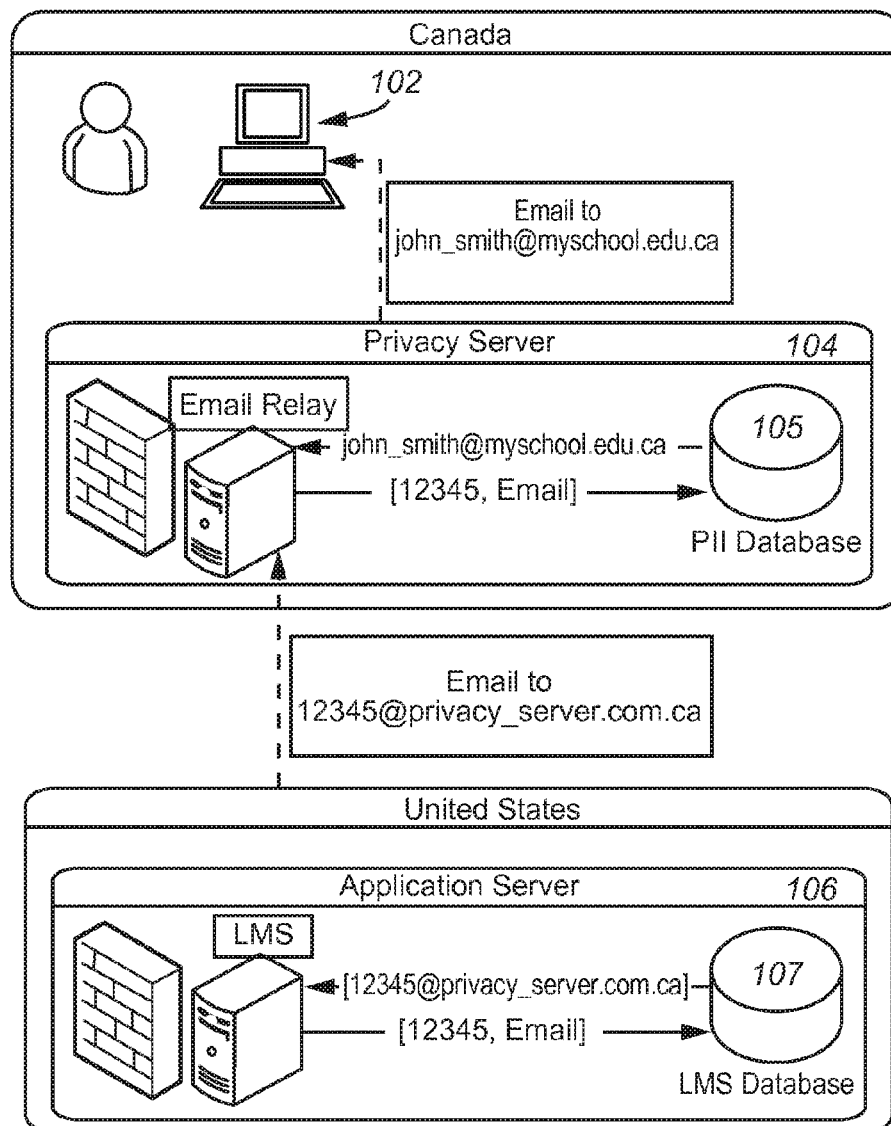 Canada
102
Email to
john_smith@myschool.edu.ca
Privacy Server
104
Email Relay
john_smith@myschool.edu.ca
105
[12345, Email]
PII Database
Email to
12345@privacy_server.com.ca
United States
Application Server
106
LMS
[12345@privacy_server.com.ca]
107
[12345, Email]
LMS Database